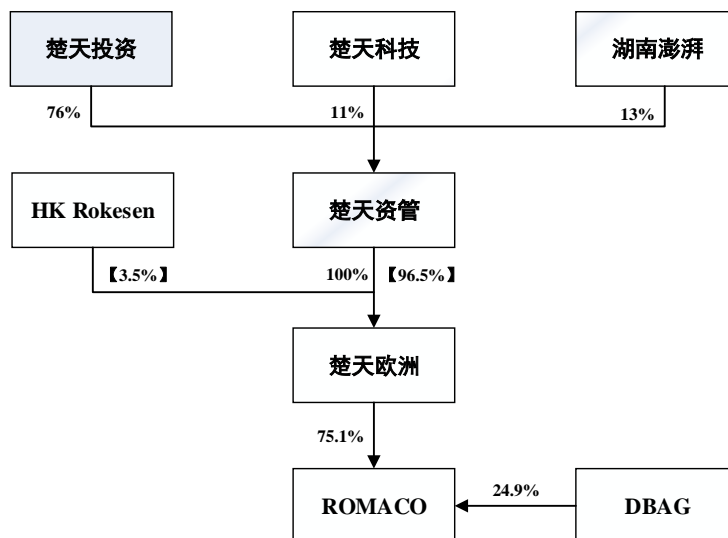 楚天投资
楚天科技
湖南澎湃
76%
11%
13%
HK Rokesen
楚天资管
【3.5%】
100%
【96.5%】
楚天欧洲
75.1%
ROMACO
24.9%
DBAG